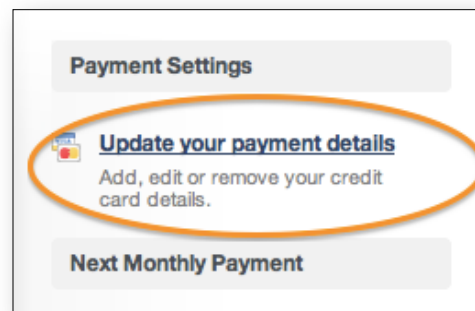 Payment Settings
Update your payment details
Add, edit or remove your credit
card details.
Next Monthly Payment